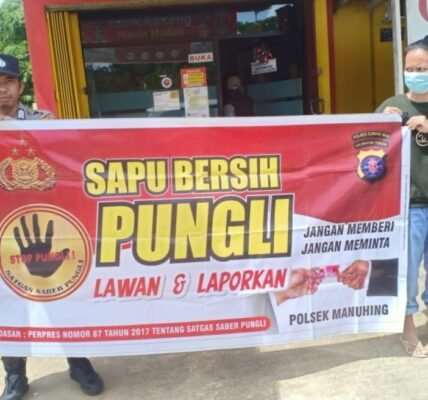 BUKA
SAPU BERSIH
PUNGLI
LAWAN & LAPORKAN
STOP PUNGLI
SATGAS SABER PUNGLI
JANGAN MEMBERI
JANGAN MEMINTA
POLSEK MANUHING
DASAR : PERPRES NOMOR 87 TAHUN 2017 TENTANG SATGAS SABER PUNGLI